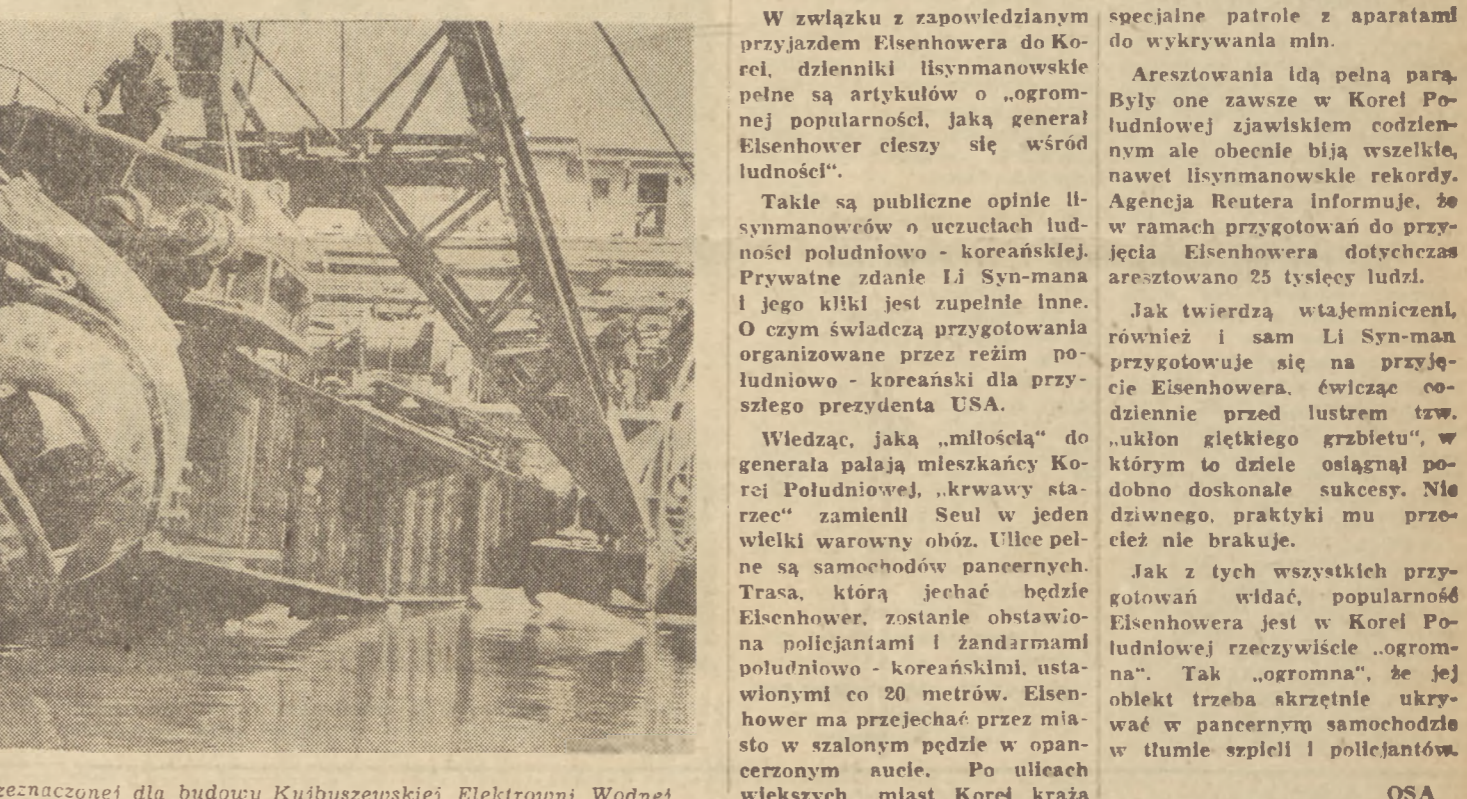 W związku z zapowiedzianym
przyjazdem Eisenhowera do Ko-
rei, dzienniki lisynmanowskie
pełne są artykułów o „ogrom-
nej popularności, jaką generał
Eisenhower cieszy się wśród
ludności“.
Takie są publiczne opinie li-
synmanowców o uczuciach lud-
ności południowo - koreańskiej.
Prywatne zdanie Li Syn-mana
i jego kliki jest zupełnie inne.
O czym świadczą przygotowania
organizowane przez reżim po-
łudniowo - koreański dla przy-
szłego prezydenta USA.
Wiedząc, jaką „miłością“ do
generała pałają mieszkańcy Ko-
rei Południowej, „krwawy sta-
rzec“ zamienił Seul w jeden
wielki warowny obóz. Ulice peł-
ne są samochodów pancernych.
Trasa, którą jechać będzie
Eisenhower, zostanie obstawio-
na policjantami i żandarmami
południowo - koreańskimi, usta-
wionymi co 20 metrów. Eisen-
hower ma przejechać przez mia-
sto w szalonym pędzie w opan-
cerzonym aucie. Po ulicach
większych miast Korei krążą
specjalne patrole z aparatami
do wykrywania min.
Aresztowania idą pełną parą.
Były one zawsze w Korei Po-
łudniowej zjawiskiem codzien-
nym ale obecnie biją wszelkie,
nawet lisynmanowskie rekordy.
Agencja Reutera informuje, że
w ramach przygotowań do przy-
jęcia Eisenhowera dotychczas
aresztowano 25 tysięcy ludzi.
Jak twierdzą wtajemniczeni,
również i sam Li Syn-man
przygotowuje się na przyję-
cie Eisenhowera, ćwicząc co-
dziennie przed lustrem tzw.
„ukłon giętkiego grzbietu“, w
którym to dziele osiągnął po-
dobno doskonałe sukcesy. Nic
dziwnego, praktyki mu prze-
cież nie brakuje.
Jak z tych wszystkich przy-
gotowań widać, popularność
Eisenhowera jest w Korei Po-
łudniowej rzeczywiście „ogrom-
na“. Tak „ogromna“, że jej
obiekt trzeba skrzętnie ukry-
wać w pancernym samochodzie
w tłumie szpicli i policjantów.
OSA
zeznaczonej dla budowy Kujbyszewskiej Elektrowni Wodnej